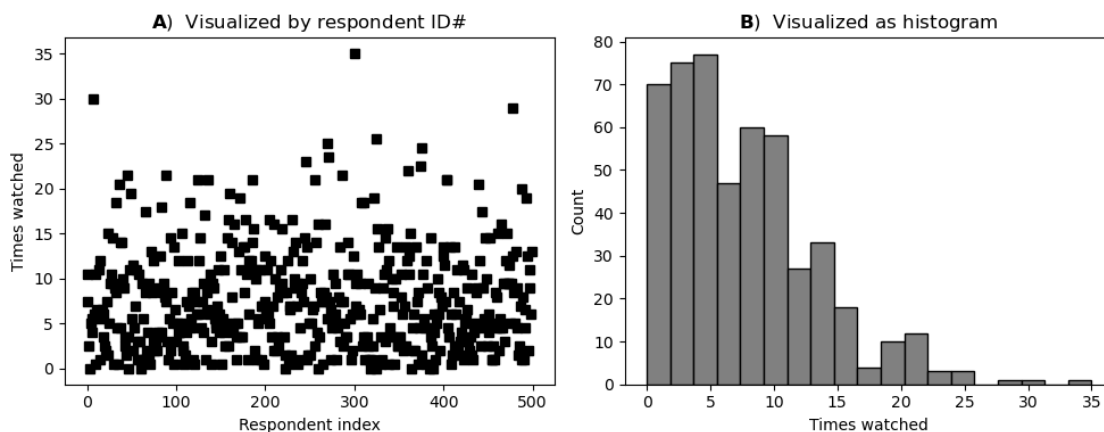 A) Visualized by respondent ID#
35
30
25
20
15
10
5
0
Times watched
0 100 200 300 400 500
Respondent index
B) Visualized as histogram
80
70
60
50
40
30
20
10
0
Count
0 5 10 15 20 25 30 35
Times watched